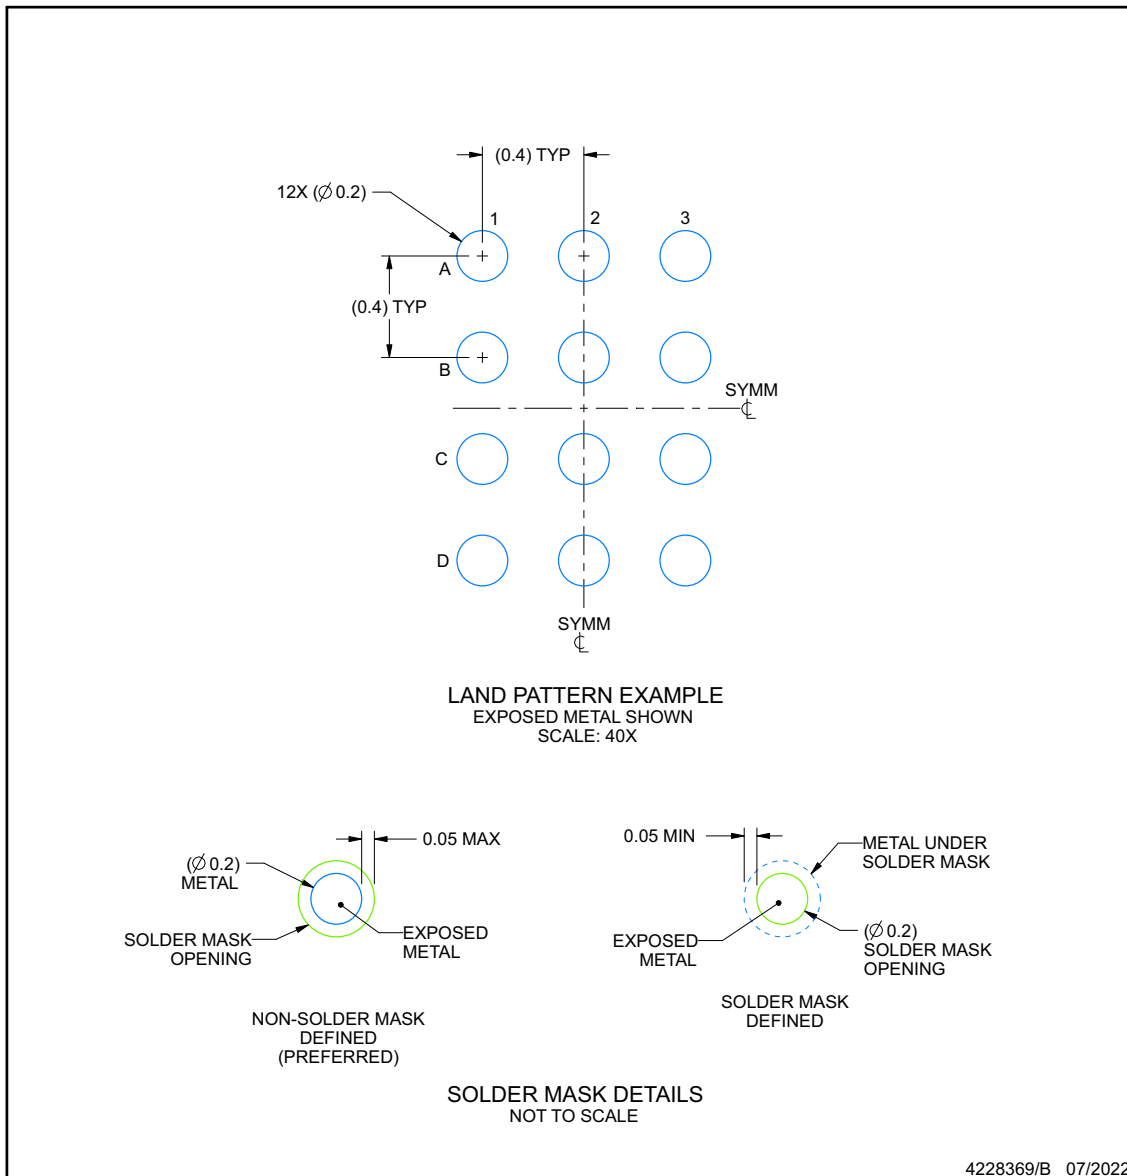 (0.4) TYP
12X (∅ 0.2)
1
2
3
A
(0.4) TYP
B
SYMM
℄
C
D
SYMM
℄
LAND PATTERN EXAMPLE
EXPOSED METAL SHOWN
SCALE: 40X
0.05 MAX
(∅ 0.2)
METAL
SOLDER MASK
OPENING
EXPOSED
METAL
NON-SOLDER MASK
DEFINED
(PREFERRED)
0.05 MIN
METAL UNDER
SOLDER MASK
EXPOSED
METAL
(∅ 0.2)
SOLDER MASK
OPENING
SOLDER MASK
DEFINED
SOLDER MASK DETAILS
NOT TO SCALE
4228369/B 07/2022